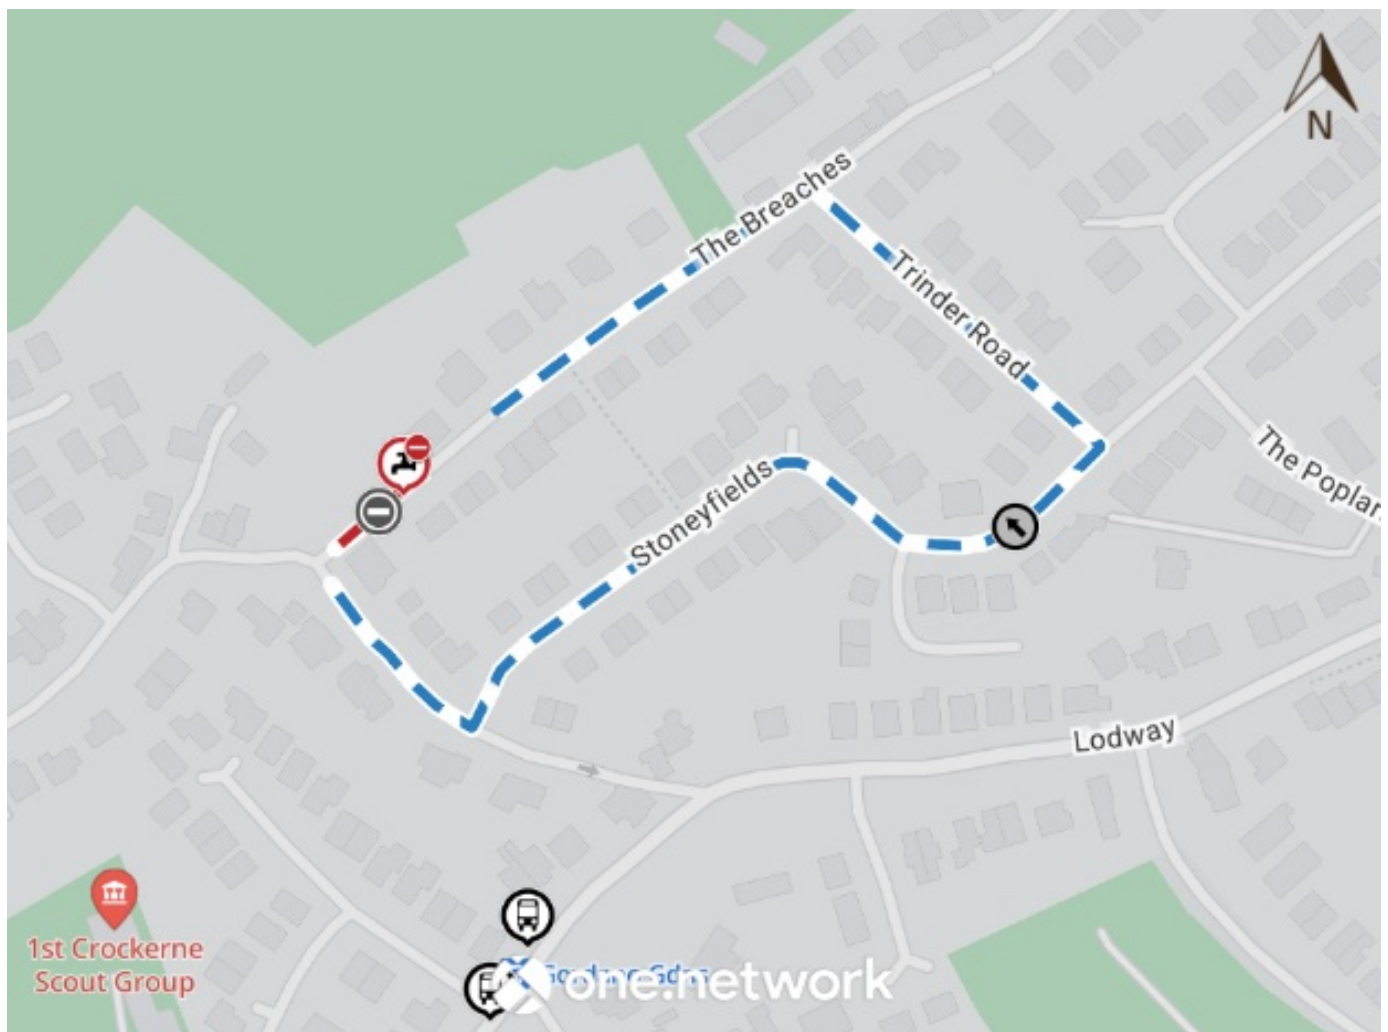 N
The Breaches
Trinder Road
The Poplar
Stoneyfields
Lodway
1st Crockerne
Scout Group
one.network